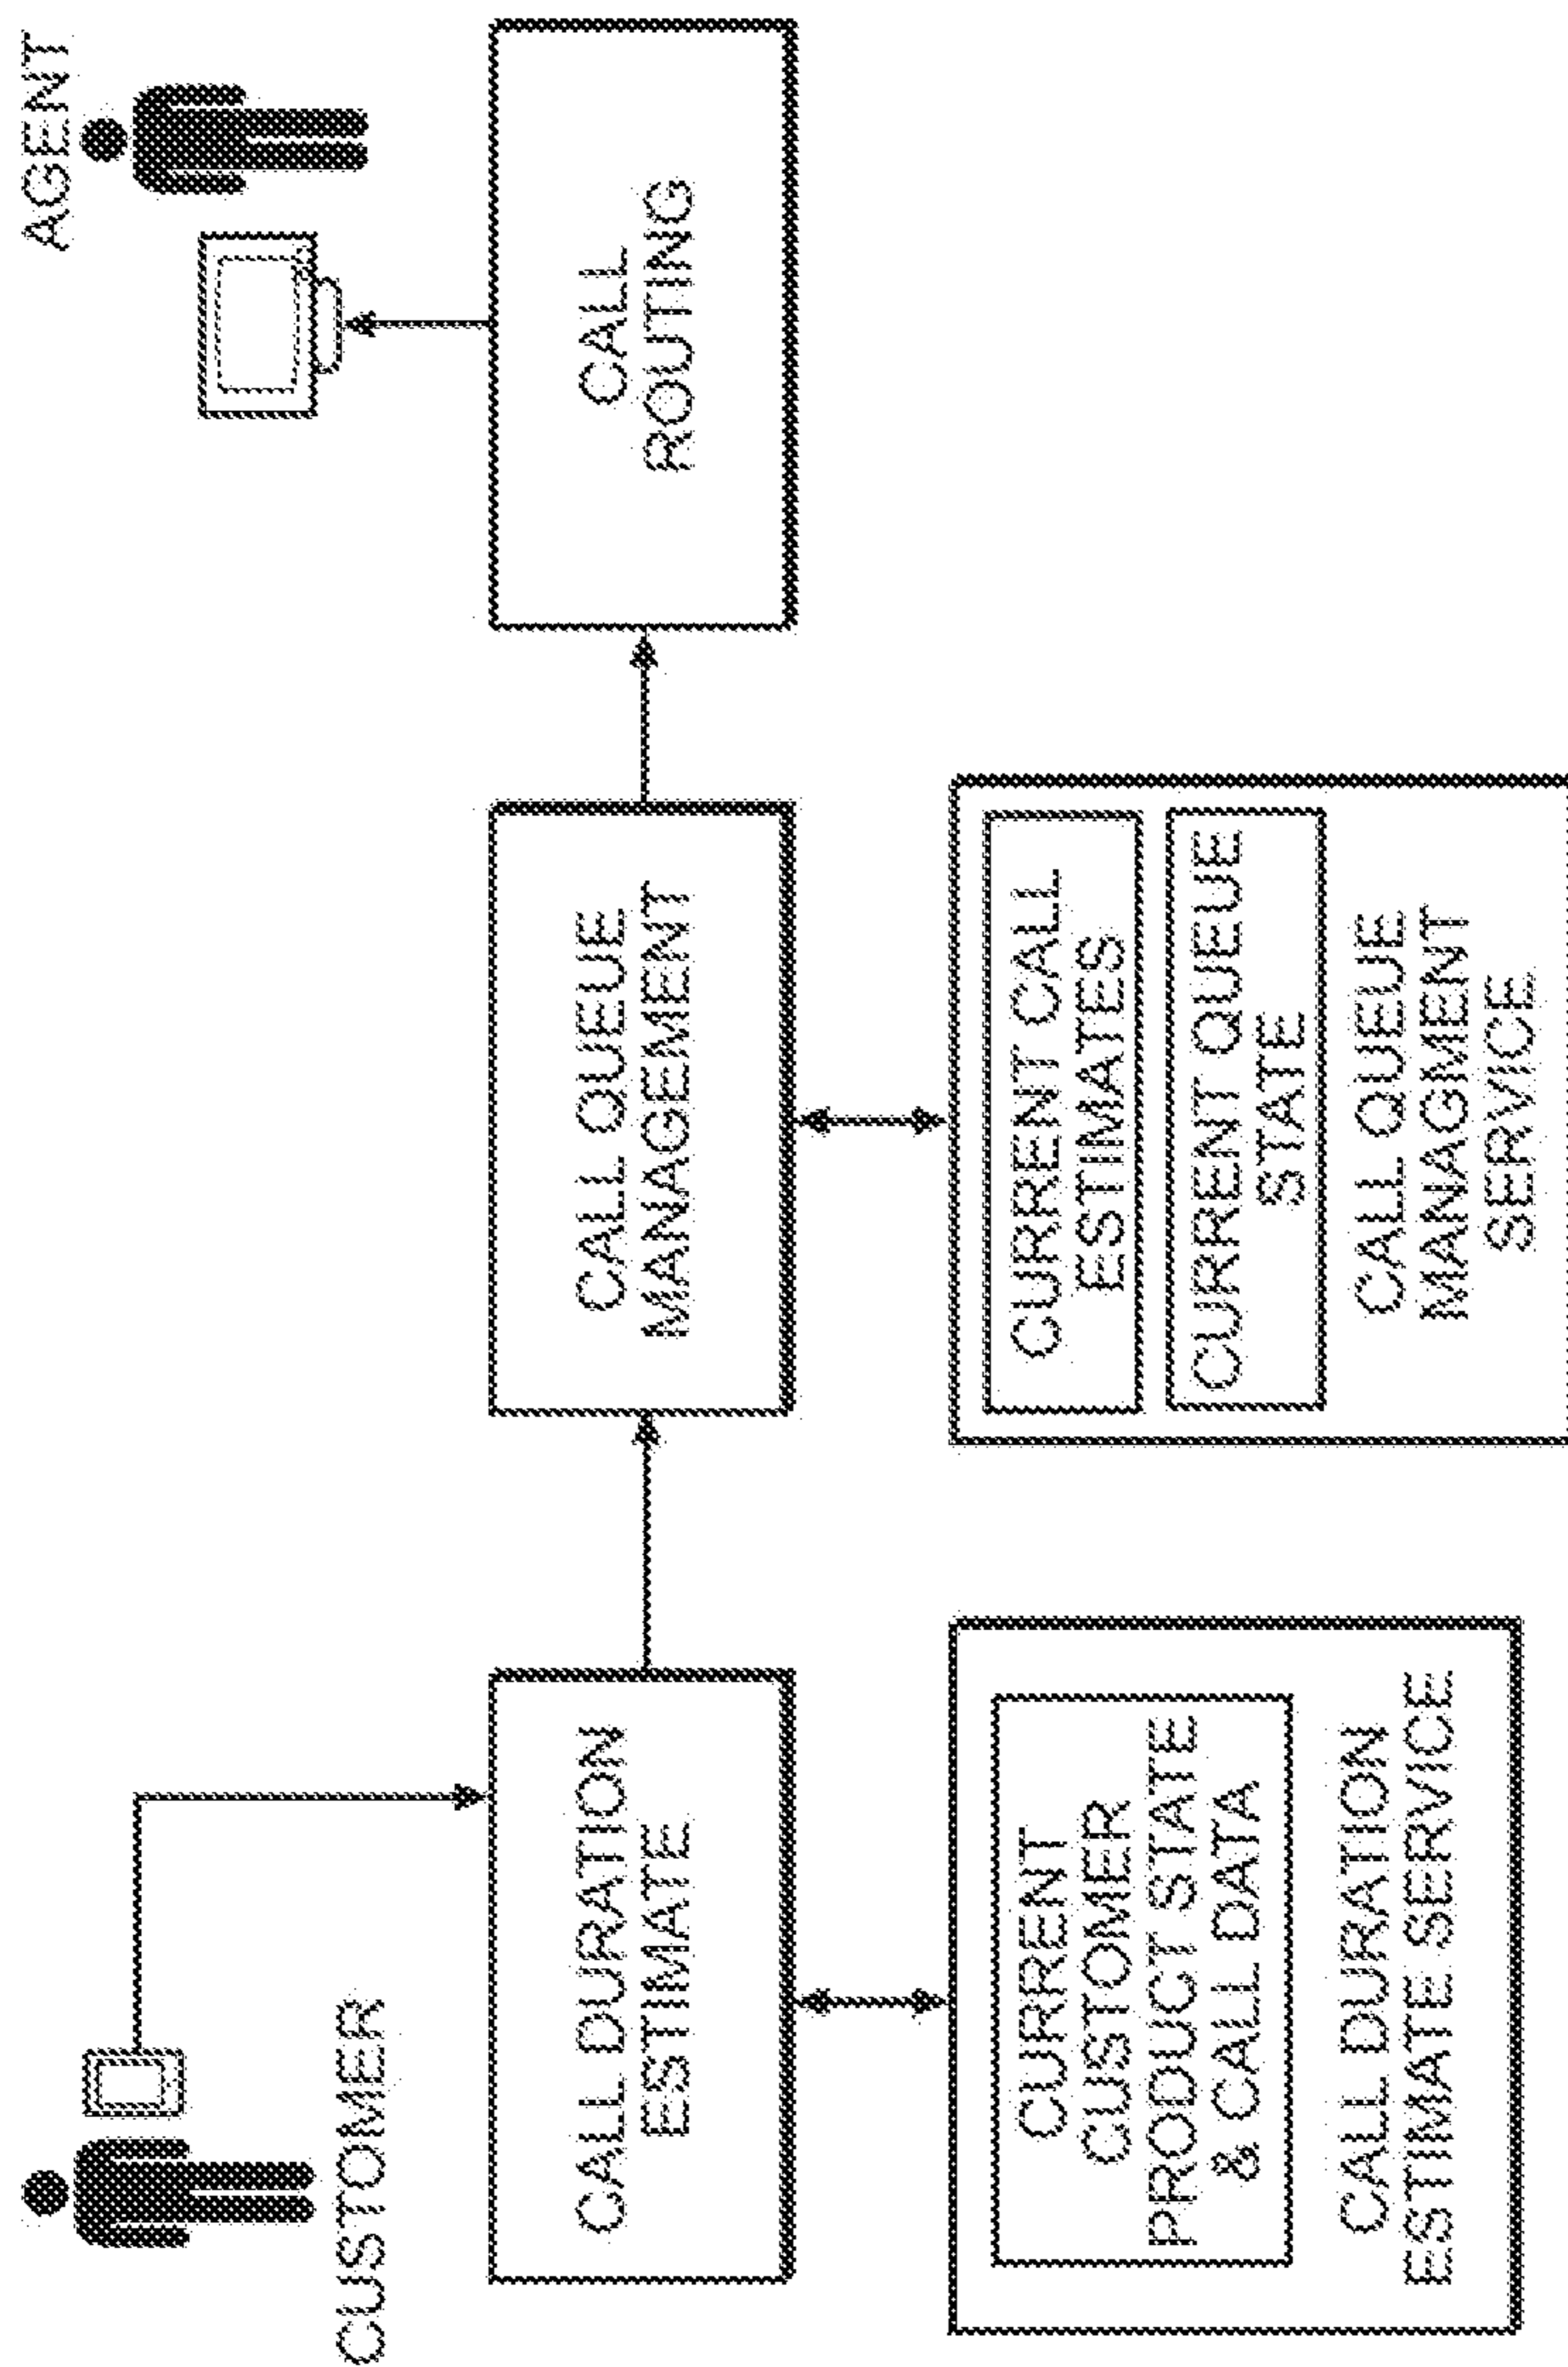 CUSTOMER
AGENT
CALL DURATION
ESTIMATE
CALL QUEUE
MANAGEMENT
CALL
ROUTING
CURRENT
CUSTOMER
PRODUCT STATE
& CALL DATA
CALL DURATION
ESTIMATE SERVICE
CURRENT CALL
ESTIMATES
CURRENT QUEUE
STATE
CALL QUEUE
MANAGMENT
SERVICE